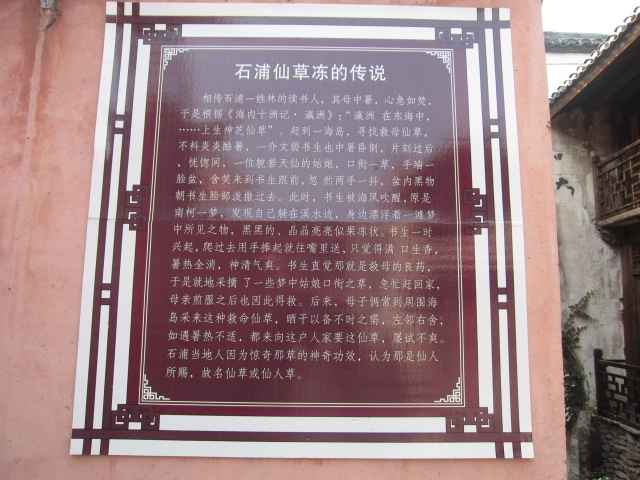 石浦仙草冻的传说
相传石浦一姓林的读书人，其母中暑，心急如焚，
于是根据《海内十洲记·瀛洲》：“瀛洲 在东海中，
……上生神芝仙草”。赶到一海岛，寻找救母仙草，
不料炎炎酷暑，一介文弱书生也中暑昏倒，片刻过后
，恍惚间，一位貌若天仙的姑娘，口衔一草，手端一
脸盆，含笑来到书生跟前，忽 然两手一抖，盆内黑物
朝书生脸部泼撒过去。此时，书生被海风吹醒，原是
南柯一梦，发现自己躺在溪水边，身边漂浮着一滩梦
中所见之物，黑黑的、晶晶亮亮似果冻状。书生一时
兴起，爬过去用手捧起就往嘴里送，只觉得满 口生香，
暑热全消，神清气爽。书生直觉那就是救母的良药，
于是就地采摘 了一些梦中姑娘口衔之草，急忙赶回家，
母亲煎服之后也因此得救。后来，母子俩常到周围海
岛采来这种救命仙草，晒干以备不时之需，左邻右舍，
如遇暑热不适，都来向这户人家要这仙草，屡试不爽。
石浦当地人因为惊奇那草的神奇功效，认为那是仙人
所赐，故名仙草或仙人草。